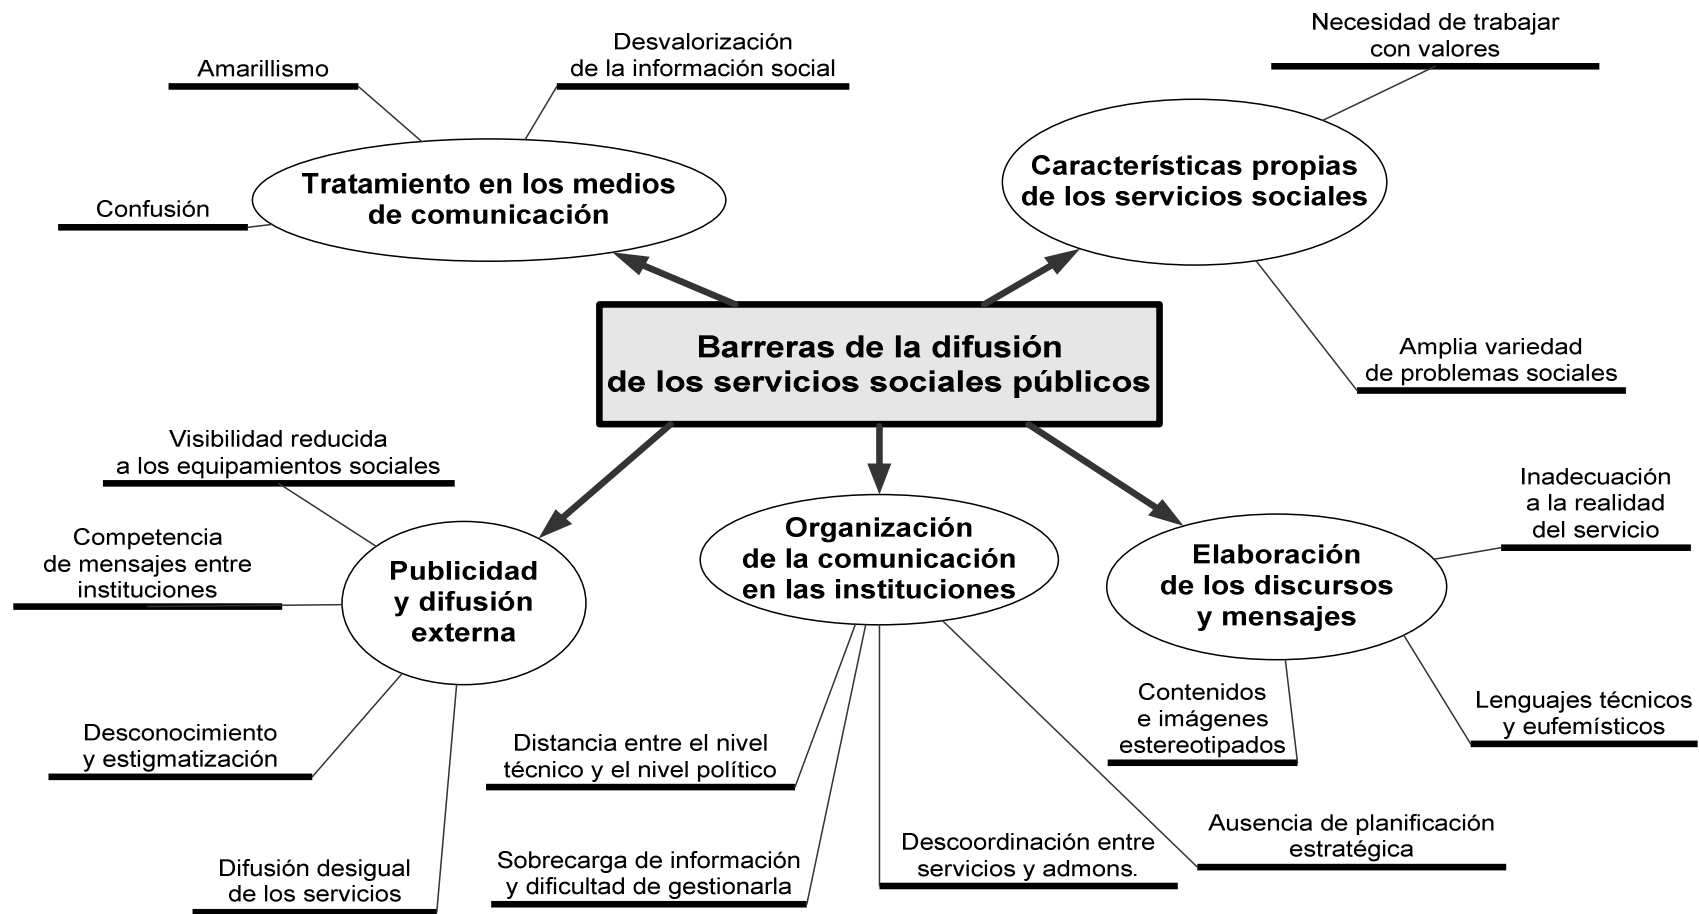 Necesidad de trabajar
con valores
Desvalorización
de la información social
Amarillismo
Tratamiento en los medios
de comunicación
Características propias
de los servicios sociales
Confusión
Barreras de la difusión
de los servicios sociales públicos
Amplia variedad
de problemas sociales
Visibilidad reducida
a los equipamientos sociales
Competencia
de mensajes entre
instituciones
Publicidad
y difusión
externa
Organización
de la comunicación
en las instituciones
Elaboración
de los discursos
y mensajes
Inadecuación
a la realidad
del servicio
Desconocimiento
y estigmatización
Distancia entre el nivel
técnico y el nivel político
Contenidos
e imágenes
estereotipados
Lenguajes técnicos
y eufemísticos
Difusión desigual
de los servicios
Sobrecarga de información
y dificultad de gestionarla
Descoordinación entre
servicios y admons.
Ausencia de planificación
estratégica